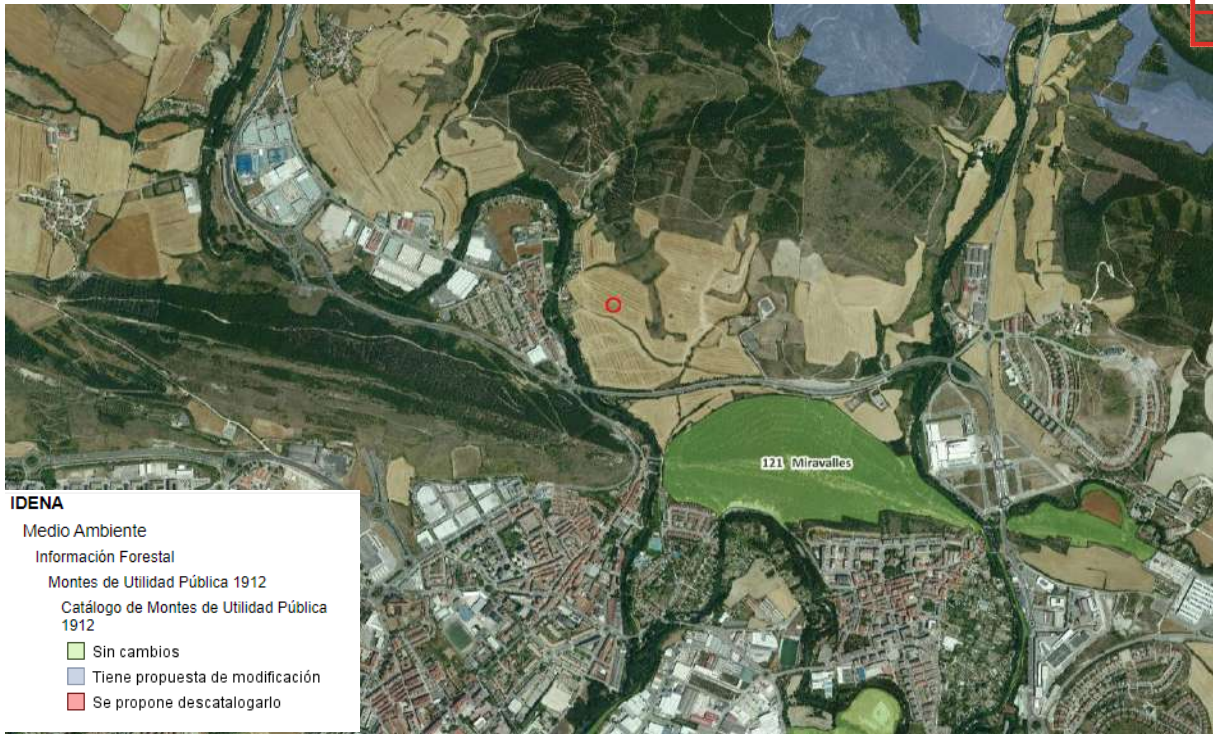 121 Miravalles
IDENA
Medio Ambiente
Información Forestal
Montes de Utilidad Pública 1912
Catálogo de Montes de Utilidad Pública
1912
Sin cambios
Tiene propuesta de modificación
Se propone descatalogarlo